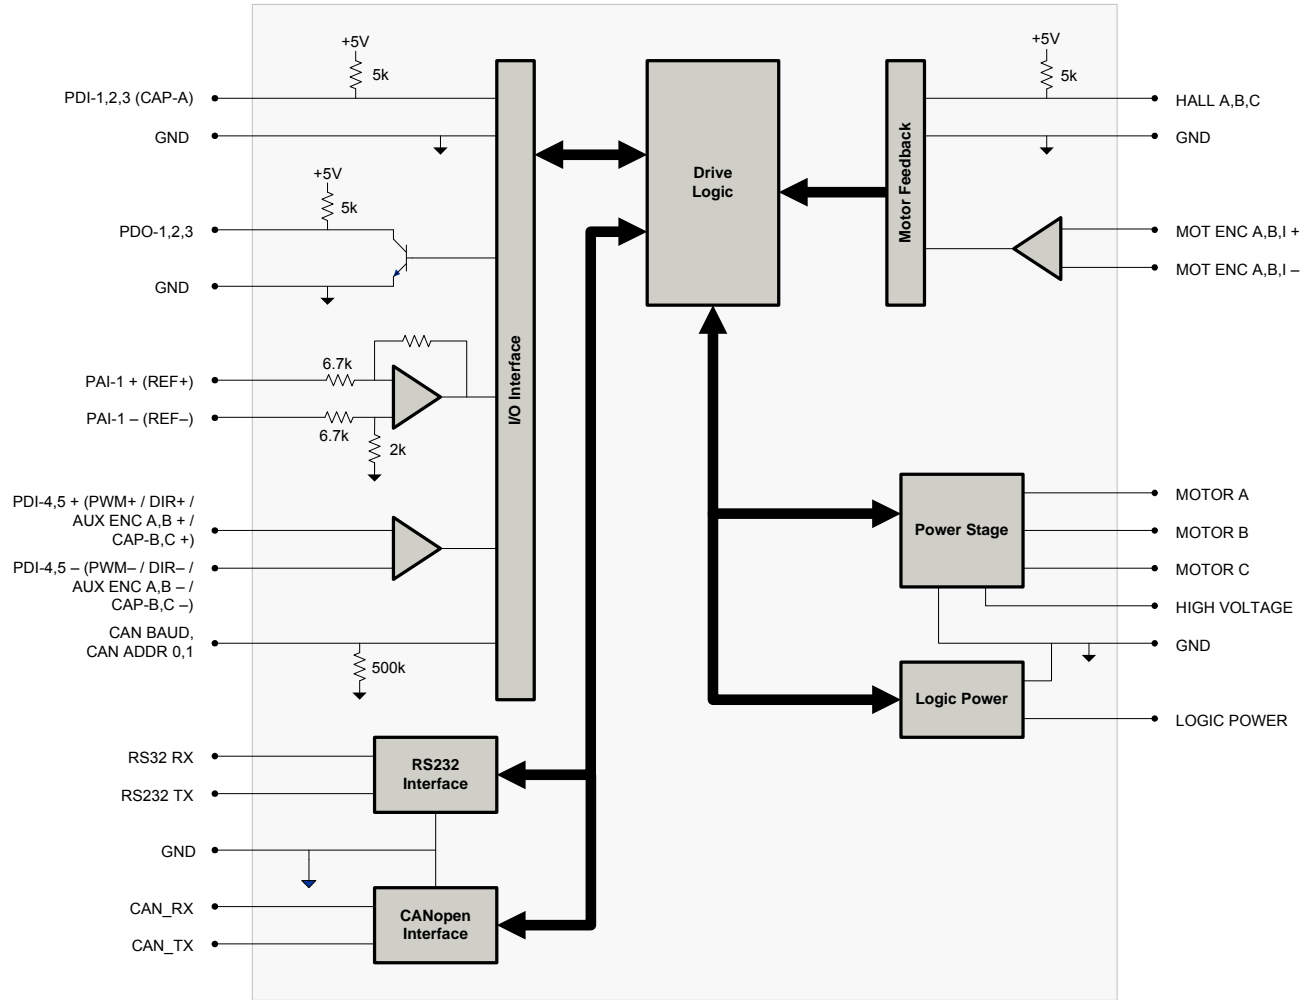 +5V
5k
PDI-1,2,3 (CAP-A)
GND
+5V
5k
PDO-1,2,3
GND
6.7k
PAI-1 + (REF+)
PAI-1 – (REF–)
6.7k
2k
PDI-4,5 + (PWM+ / DIR+ /
AUX ENC A,B + /
CAP-B,C +)
PDI-4,5 – (PWM– / DIR– /
AUX ENC A,B – /
CAP-B,C –)
CAN BAUD,
CAN ADDR 0,1
500k
I/O Interface
RS32 RX
RS232 TX
RS232
Interface
GND
CAN_RX
CAN_TX
CANopen
Interface
Drive
Logic
Motor Feedback
+5V
5k
HALL A,B,C
GND
MOT ENC A,B,I +
MOT ENC A,B,I –
Power Stage
MOTOR A
MOTOR B
MOTOR C
HIGH VOLTAGE
GND
Logic Power
LOGIC POWER